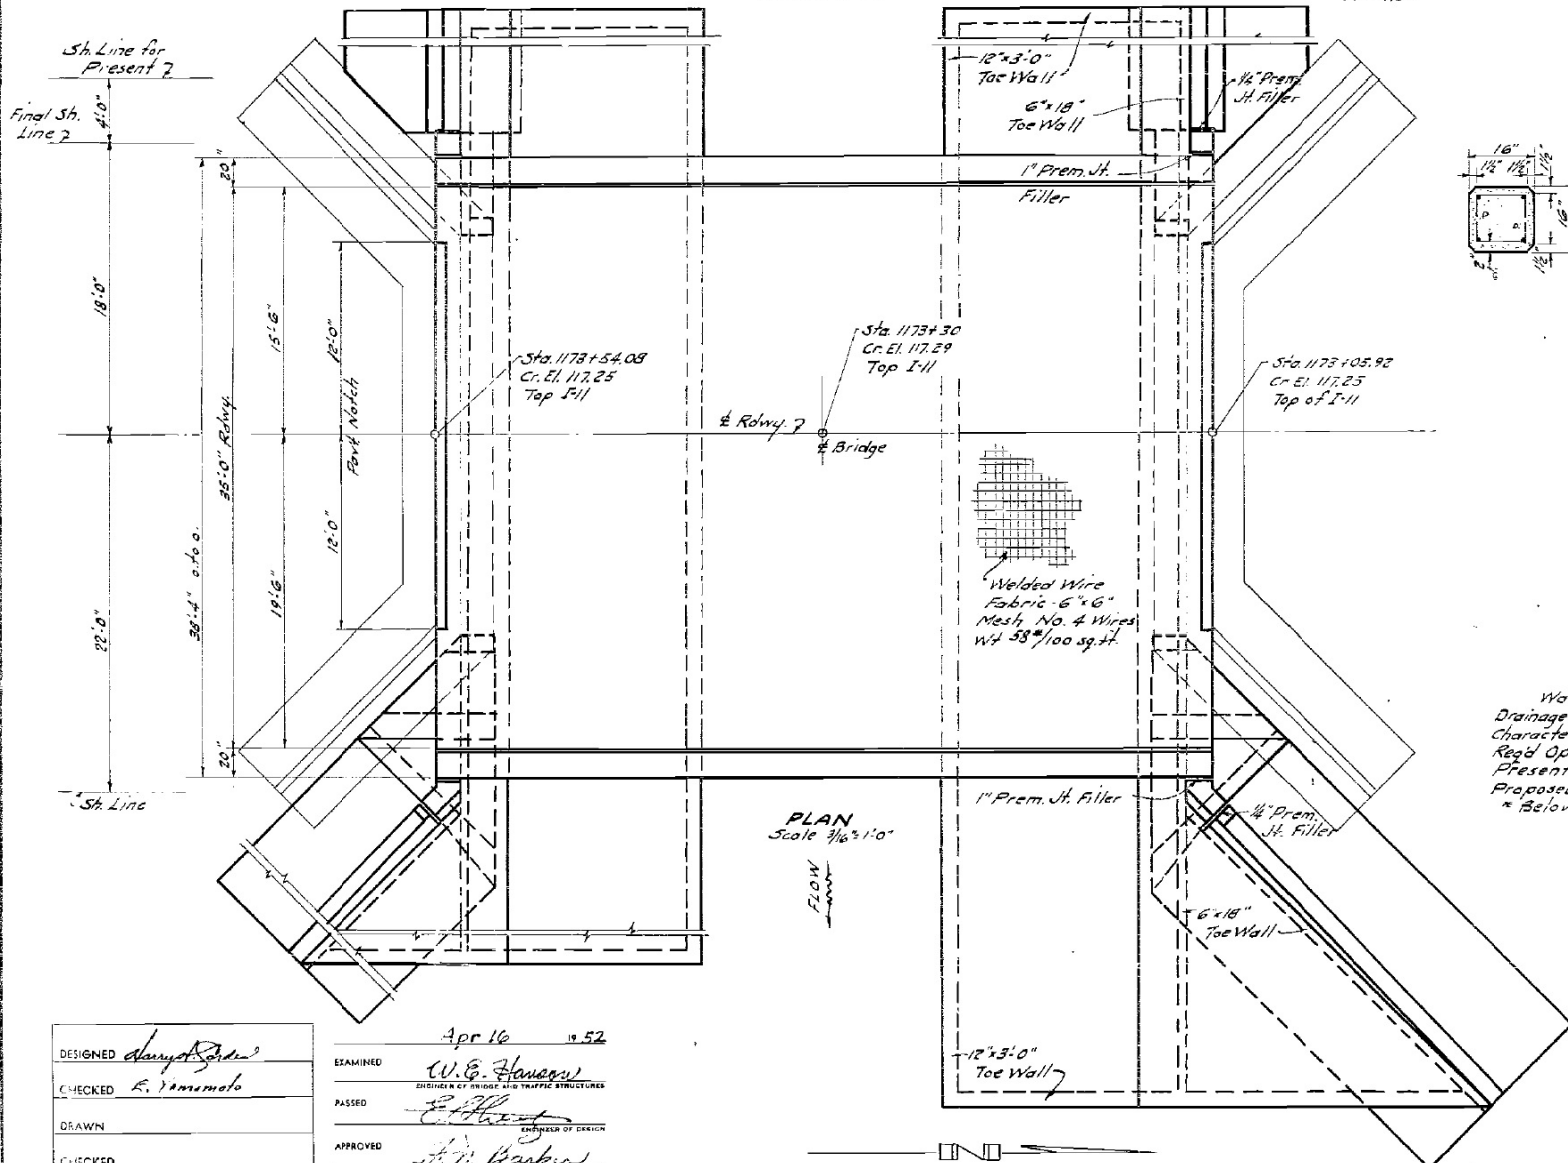 Sh. Line for
Present
4'-0"
Final Sh.
Line
18'-0"
22'-0"
Sh. Line
20"
38'-4" o. to o.
35'-0" Rdwy.
20"
15'-6"
19'-6"
12'-0"
Pav't Notch
12'-0"
Sta. 1173+54.08
Cr. El. 117.25
Top I-11
Sta. 1173+30
Cr. El. 117.29
Top I-11
Sta. 1173+05.92
Cr. El. 117.25
Top of I-11
℄ Rdwy.
℄ Bridge
12"x3'-0"
Toe Wall
6"x18"
Toe Wall
Prem.
Jt. Filler
1" Prem. Jt.
Filler
16"
1½" 1½"
1½"
16"
1½"
2"
Welded Wire
Fabric - 6"x6"
Mesh No. 4 Wires
Wt 58#/100 sq. ft.
Drainage
Characte
Req'd Op
Present
Proposed
* Below
1" Prem. Jt. Filler
¼" Prem.
Jt. Filler
PLAN
Scale 3/16"=1'-0"
FLOW
6"x18"
Toe Wall
12"x3'-0"
Toe Wall
N
DESIGNED
CHECKED K. Yamamoto
DRAWN
CHECKED
Apr 16 1952
EXAMINED W. E. Hanson
ENGINEER OF BRIDGE AND TRAFFIC STRUCTURES
PASSED
ENGINEER OF DESIGN
APPROVED
Barker